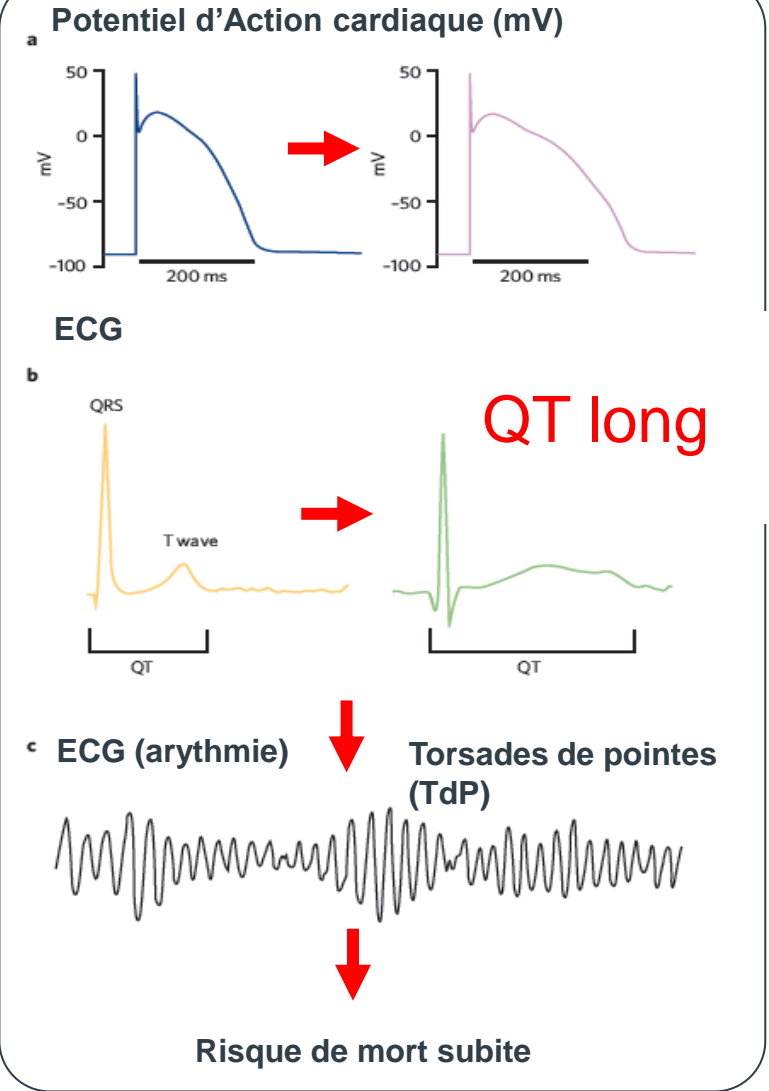 Potentiel d'Action cardiaque (mV)
a
50
0
-50
-100
mV
200 ms
50
0
-50
-100
mV
200 ms
ECG
b
QRS
T wave
QT
QT long
QT
c ECG (arythmie)
Torsades de pointes
(TdP)
Risque de mort subite